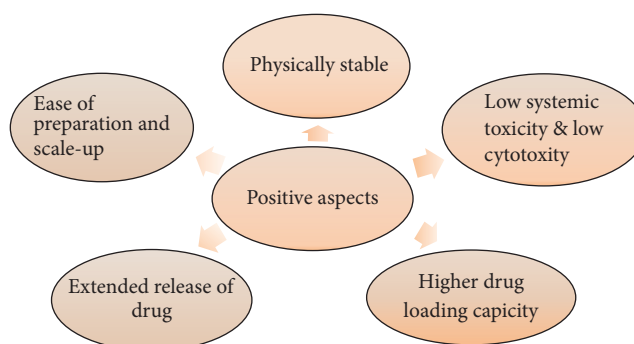 Physically stable
Ease of
preparation and
scale-up
Low systemic
toxicity & low
cytotoxity
Positive aspects
Extended release of
drug
Higher drug
loading capicity